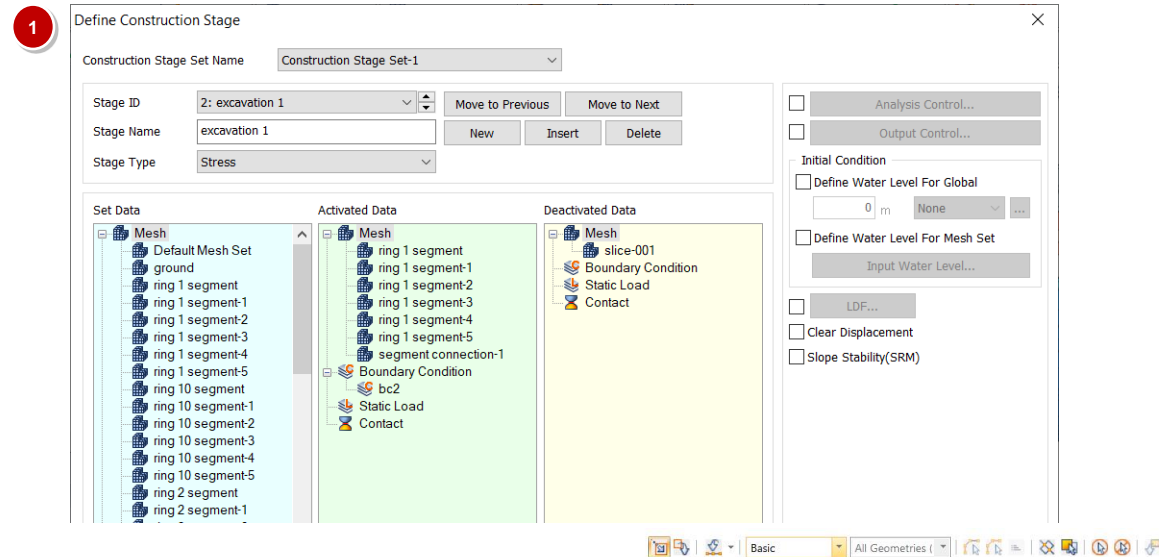 1
Define Construction Stage
Construction Stage Set Name
Construction Stage Set-1
Stage ID
2: excavation 1
Move to Previous
Move to Next
Stage Name
excavation 1
New
Insert
Delete
Stage Type
Stress
Analysis Control...
Output Control...
Initial Condition
Define Water Level For Global
0 m
None
...
Define Water Level For Mesh Set
Input Water Level...
LDF...
Clear Displacement
Slope Stability(SRM)
Set Data
Mesh
Default Mesh Set
ground
ring 1 segment
ring 1 segment-1
ring 1 segment-2
ring 1 segment-3
ring 1 segment-4
ring 1 segment-5
ring 10 segment
ring 10 segment-1
ring 10 segment-2
ring 10 segment-3
ring 10 segment-4
ring 10 segment-5
ring 2 segment
ring 2 segment-1
Activated Data
Mesh
ring 1 segment
ring 1 segment-1
ring 1 segment-2
ring 1 segment-3
ring 1 segment-4
ring 1 segment-5
segment connection-1
Boundary Condition
bc2
Static Load
Contact
Deactivated Data
Mesh
slice-001
Boundary Condition
Static Load
Contact
Basic
All Geometries (